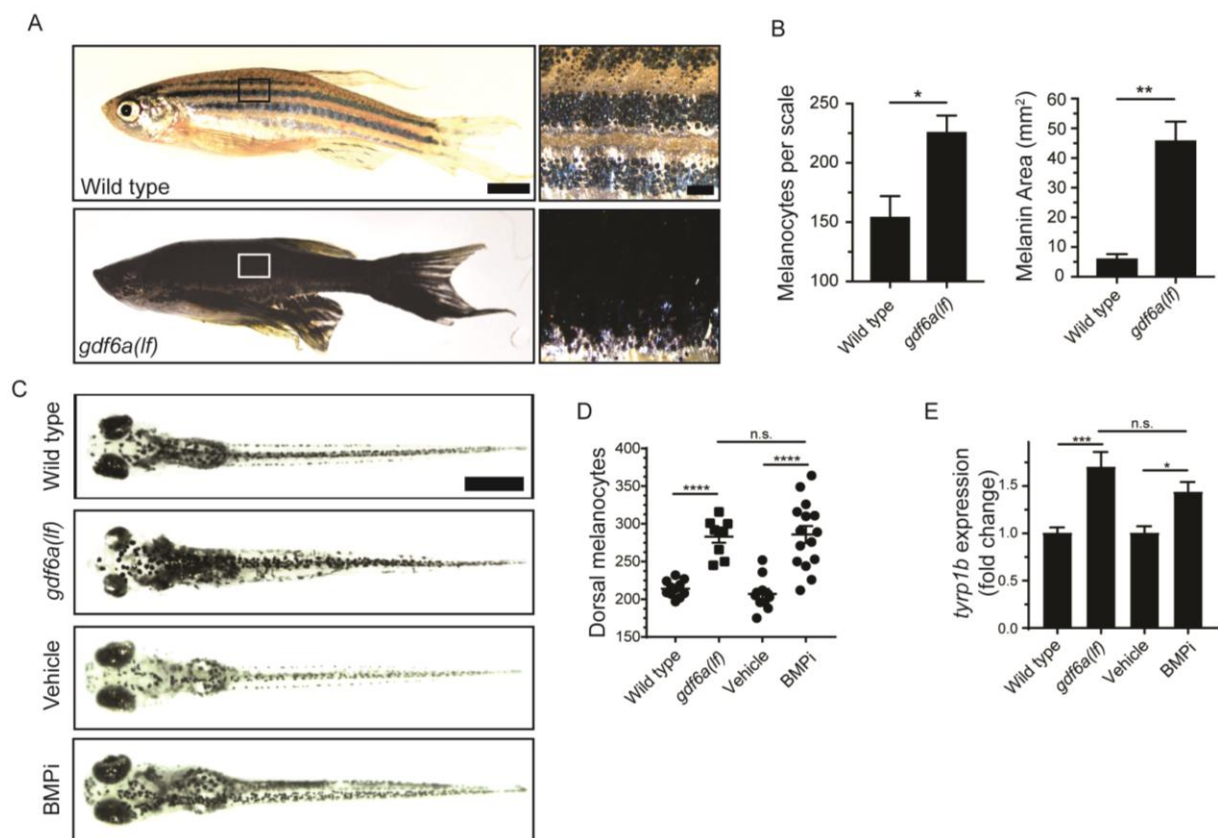 A
Wild type
gdf6a(lf)
B
Melanocytes per scale
250
225
200
150
100
Wild type
gdf6a(lf)
*
Melanin Area (mm²)
60
50
40
30
20
10
5
0
Wild type
gdf6a(lf)
**
C
Wild type
gdf6a(lf)
Vehicle
BMPi
D
Dorsal melanocytes
400
350
300
250
200
150
n.s.
****
****
Wild type
gdf6a(lf)
Vehicle
BMPi
E
tyrp1b expression
(fold change)
1.5
1.0
0.5
0.0
n.s.
***
*
Wild type
gdf6a(lf)
Vehicle
BMPi